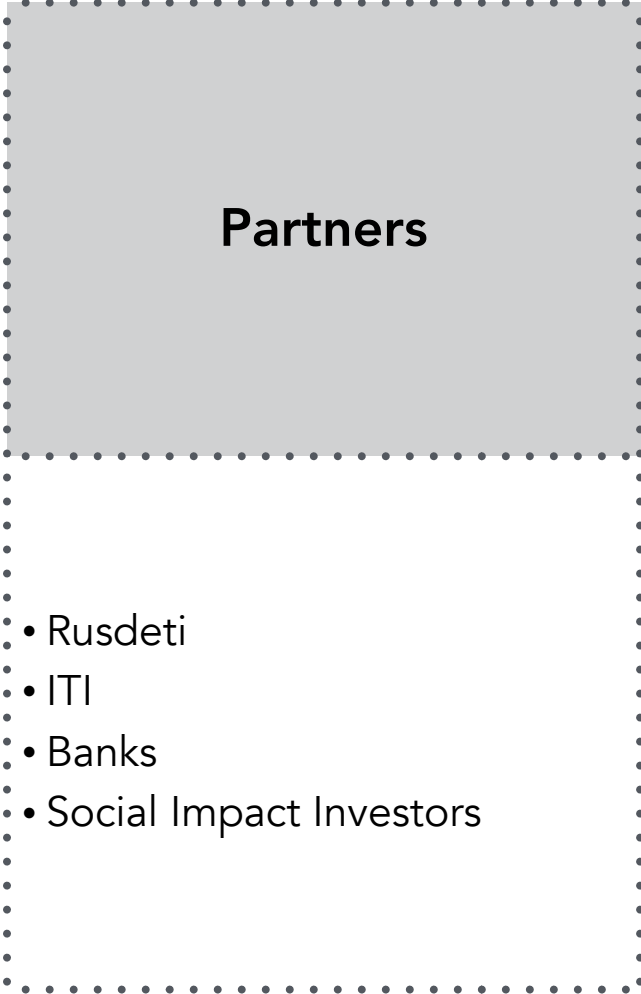 Partners
• Rusdeti
• ITI
• Banks
• Social Impact Investors